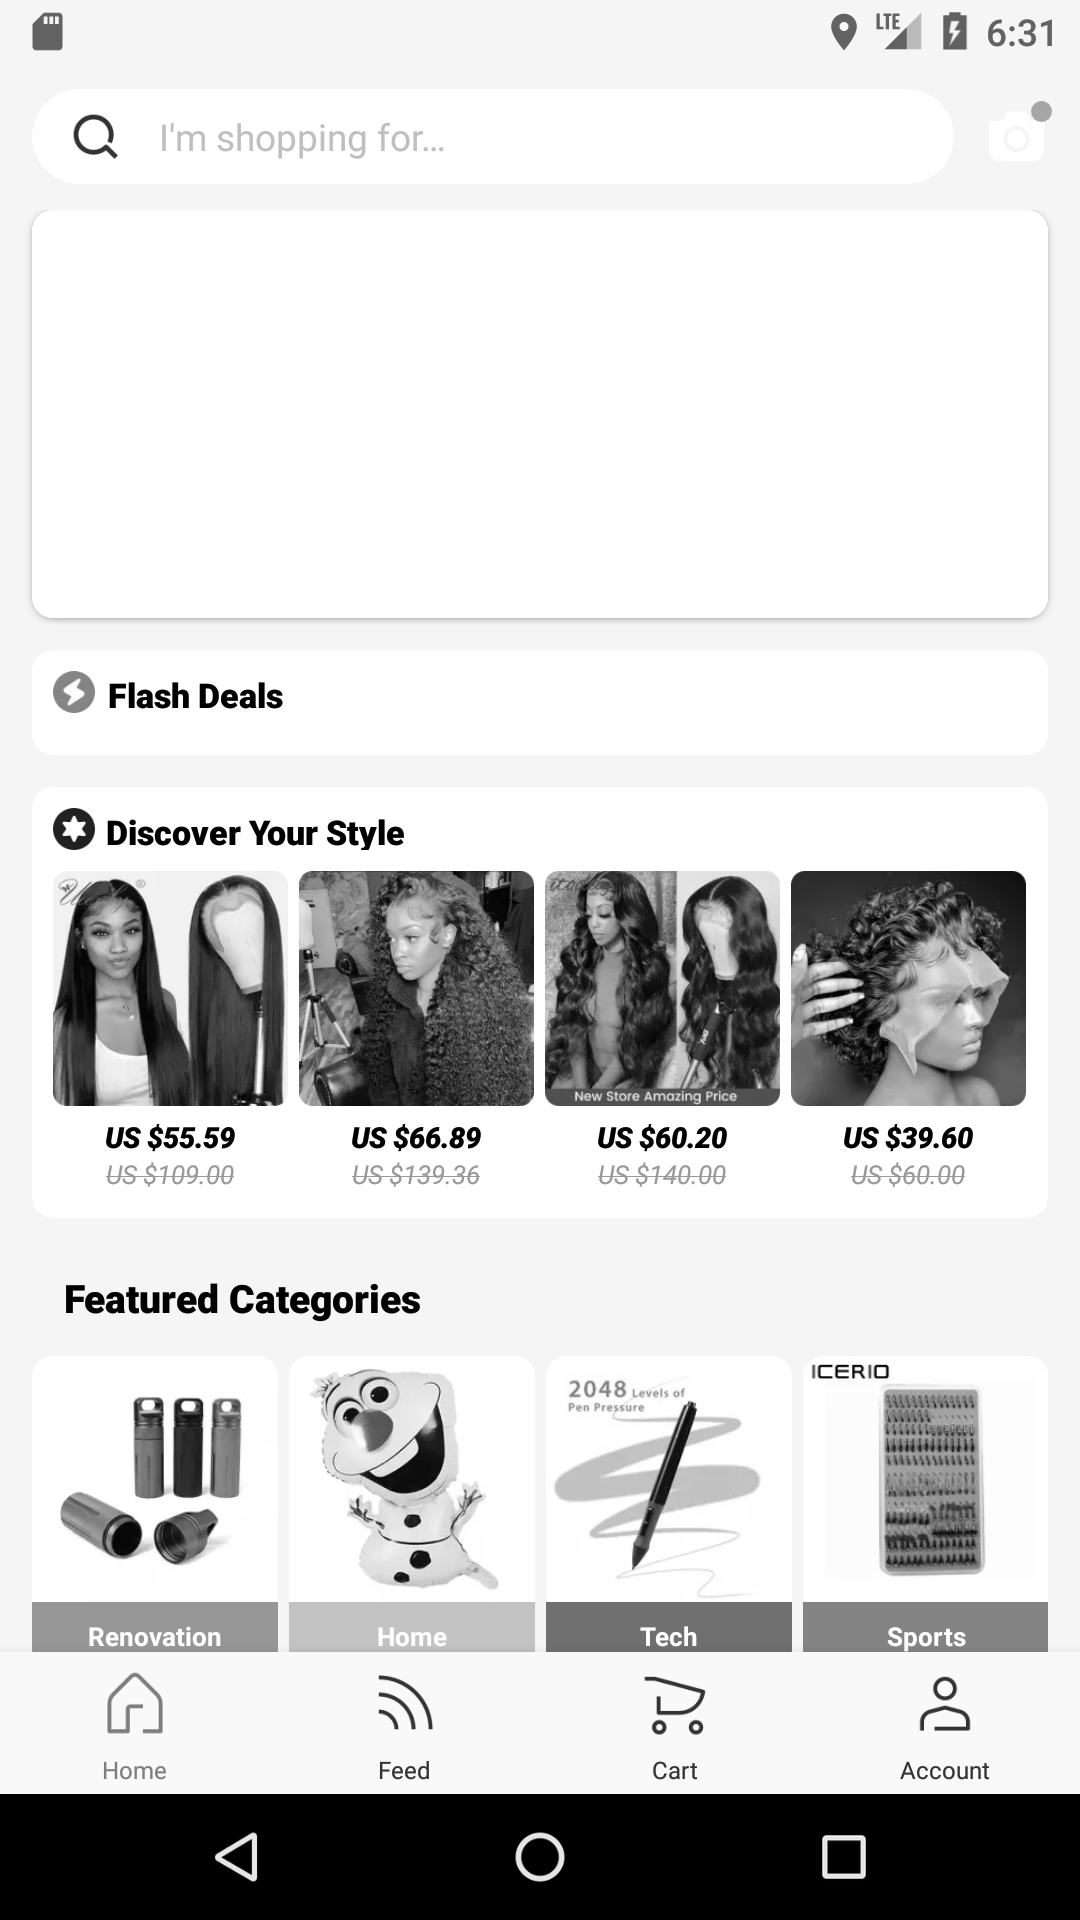 LTE 6:31
I'm shopping for...
Flash Deals
Discover Your Style
New Store Amazing Price
US $55.59 US $66.89 US $60.20 US $39.60
US $109.00 US $139.36 US $140.00 US $60.00
Featured Categories
2048 Levels of
Pen Pressure
ICERIO
Renovation Home Tech Sports
Home Feed Cart Account